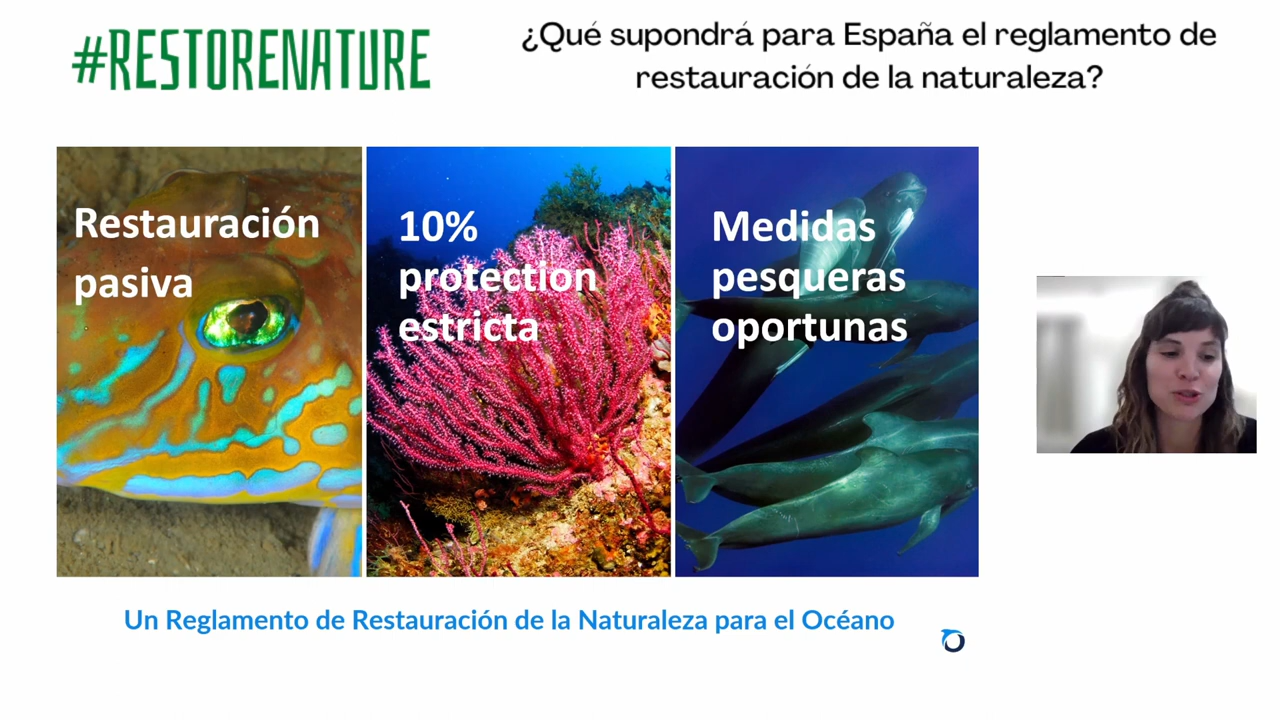 #RESTORENATURE
¿Qué supondrá para España el reglamento de
restauración de la naturaleza?
Restauración
pasiva
10%
protection
estricta
Medidas
pesqueras
oportunas
Un Reglamento de Restauración de la Naturaleza para el Océano